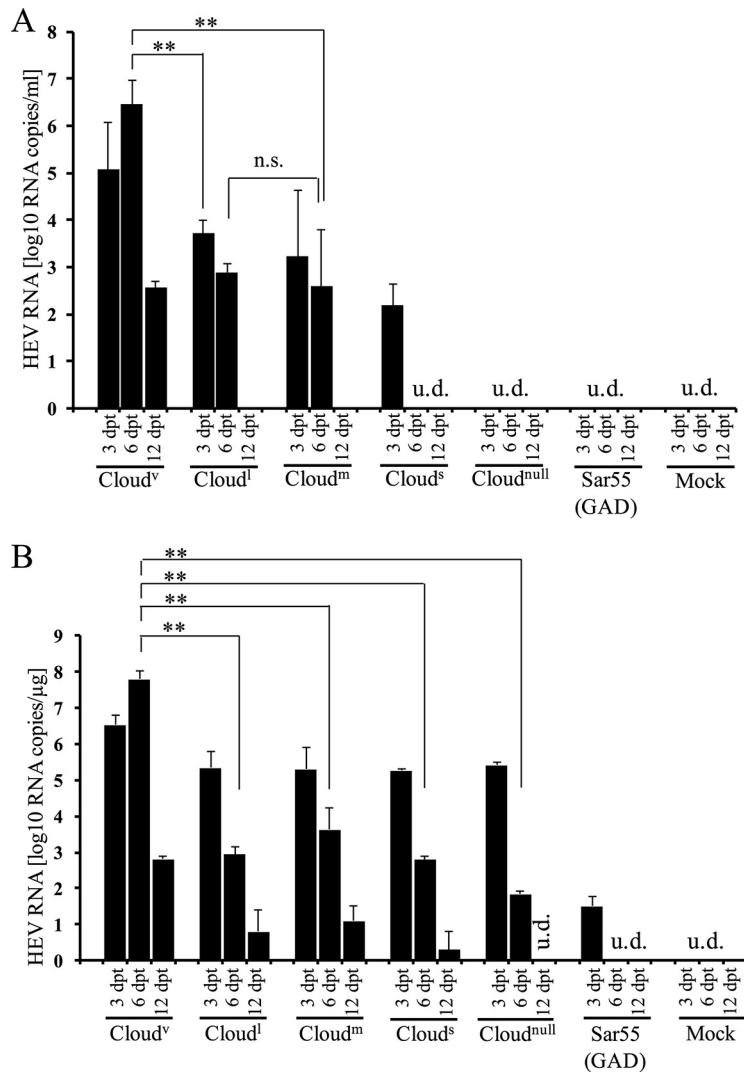 A
HEV RNA [log10 RNA copies/ml]
8
7
6
5
4
3
2
1
0
**
**
n.s.
u.d.
u.d.
u.d.
u.d.
3 dpt
6 dpt
12 dpt
3 dpt
6 dpt
12 dpt
3 dpt
6 dpt
12 dpt
3 dpt
6 dpt
12 dpt
3 dpt
6 dpt
12 dpt
3 dpt
6 dpt
12 dpt
3 dpt
6 dpt
12 dpt
Cloudᵛ Cloudˡ Cloudᵐ Cloudˢ Cloudⁿᵘˡˡ Sar55 Mock
(GAD)
B
HEV RNA [log10 RNA copies/µg]
9
8
7
6
5
4
3
2
1
0
**
**
**
**
u.d.
u.d.
u.d.
3 dpt
6 dpt
12 dpt
3 dpt
6 dpt
12 dpt
3 dpt
6 dpt
12 dpt
3 dpt
6 dpt
12 dpt
3 dpt
6 dpt
12 dpt
3 dpt
6 dpt
12 dpt
3 dpt
6 dpt
12 dpt
Cloudᵛ Cloudˡ Cloudᵐ Cloudˢ Cloudⁿᵘˡˡ Sar55 Mock
(GAD)